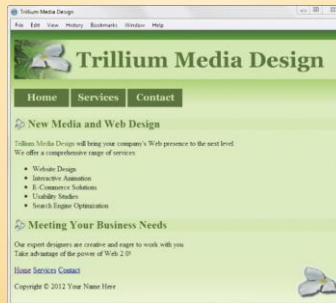 Trillium Media Design
File Edit View History Bookmarks Window Help
Trillium Media Design
Home Services Contact
New Media and Web Design
Trillium Media Design will bring your company's Web presence to the next level.
We offer a comprehensive range of services:
Website Design
Interactive Animation
E-Commerce Solutions
Usability Studies
Search Engine Optimization
Meeting Your Business Needs
Our expert designers are creative and eager to work with you
Take advantage of the power of Web 2.0!
Home Services Contact
Copyright © 2012 Your Name Here